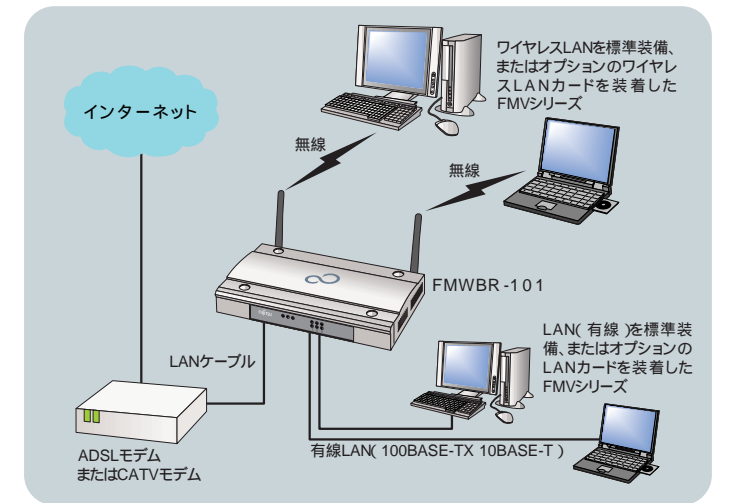 ワイヤレスLANを標準装備、
またはオプションのワイヤレ
スLANカードを装着した
FMVシリーズ
インターネット
無線
無線
FMWBR-101
LAN(有線)を標準装
備、またはオプションの
LANカードを装着した
FMVシリーズ
LANケーブル
ADSLモデム
またはCATVモデム
有線LAN(100BASE-TX 10BASE-T)